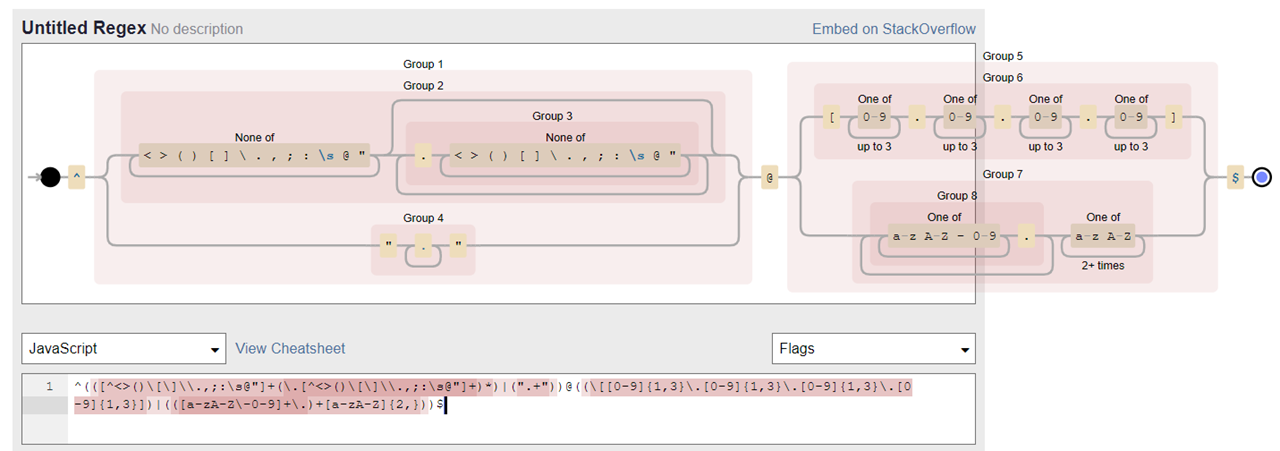 Untitled Regex No description Embed on StackOverflow
Group 5
Group 1
Group 6
Group 2
One of One of One of One of
Group 3
[ 0-9 . 0-9 . 0-9 . 0-9 ]
None of None of
up to 3 up to 3 up to 3 up to 3
< > ( ) [ ] \ . , ; : \s @ " . < > ( ) [ ] \ . , ; : \s @ "
^ @ $
Group 7
Group 8
Group 4
One of One of
a-z A-Z - 0-9 . a-z A-Z
" . "
2+ times
JavaScript View Cheatsheet Flags
1 ^(([^<>()\[\]\\.,;:\s@"]+(\.[^<>()\[\]\\.,;:\s@"]+)*)|(".+"))@((\[[0-9]{1,3}\.[0-9]{1,3}\.[0-9]{1,3}\.[0
-9]{1,3}])|(([a-zA-Z\-0-9]+\.)+[a-zA-Z]{2,}))$